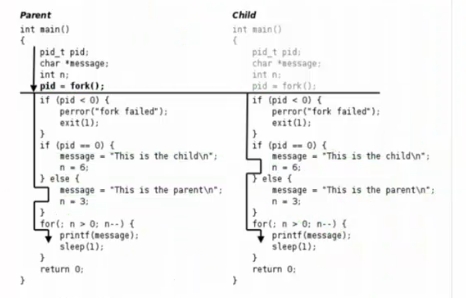 Parent
int main()
{
pid_t pid;
char *message;
int n;
pid = fork();
if (pid < 0) {
perror("fork failed");
exit(1);
}
if (pid == 0) {
message = "This is the child\n";
n = 6;
} else {
message = "This is the parent\n";
n = 3;
}
for(; n > 0; n--) {
printf(message);
sleep(1);
}
return 0;
}
Child
int main()
{
pid_t pid;
char *message;
int n;
pid = fork();
if (pid < 0) {
perror("fork failed");
exit(1);
}
if (pid == 0) {
message = "This is the child\n";
n = 6;
} else {
message = "This is the parent\n";
n = 3;
}
for(; n > 0; n--) {
printf(message);
sleep(1);
}
return 0;
}